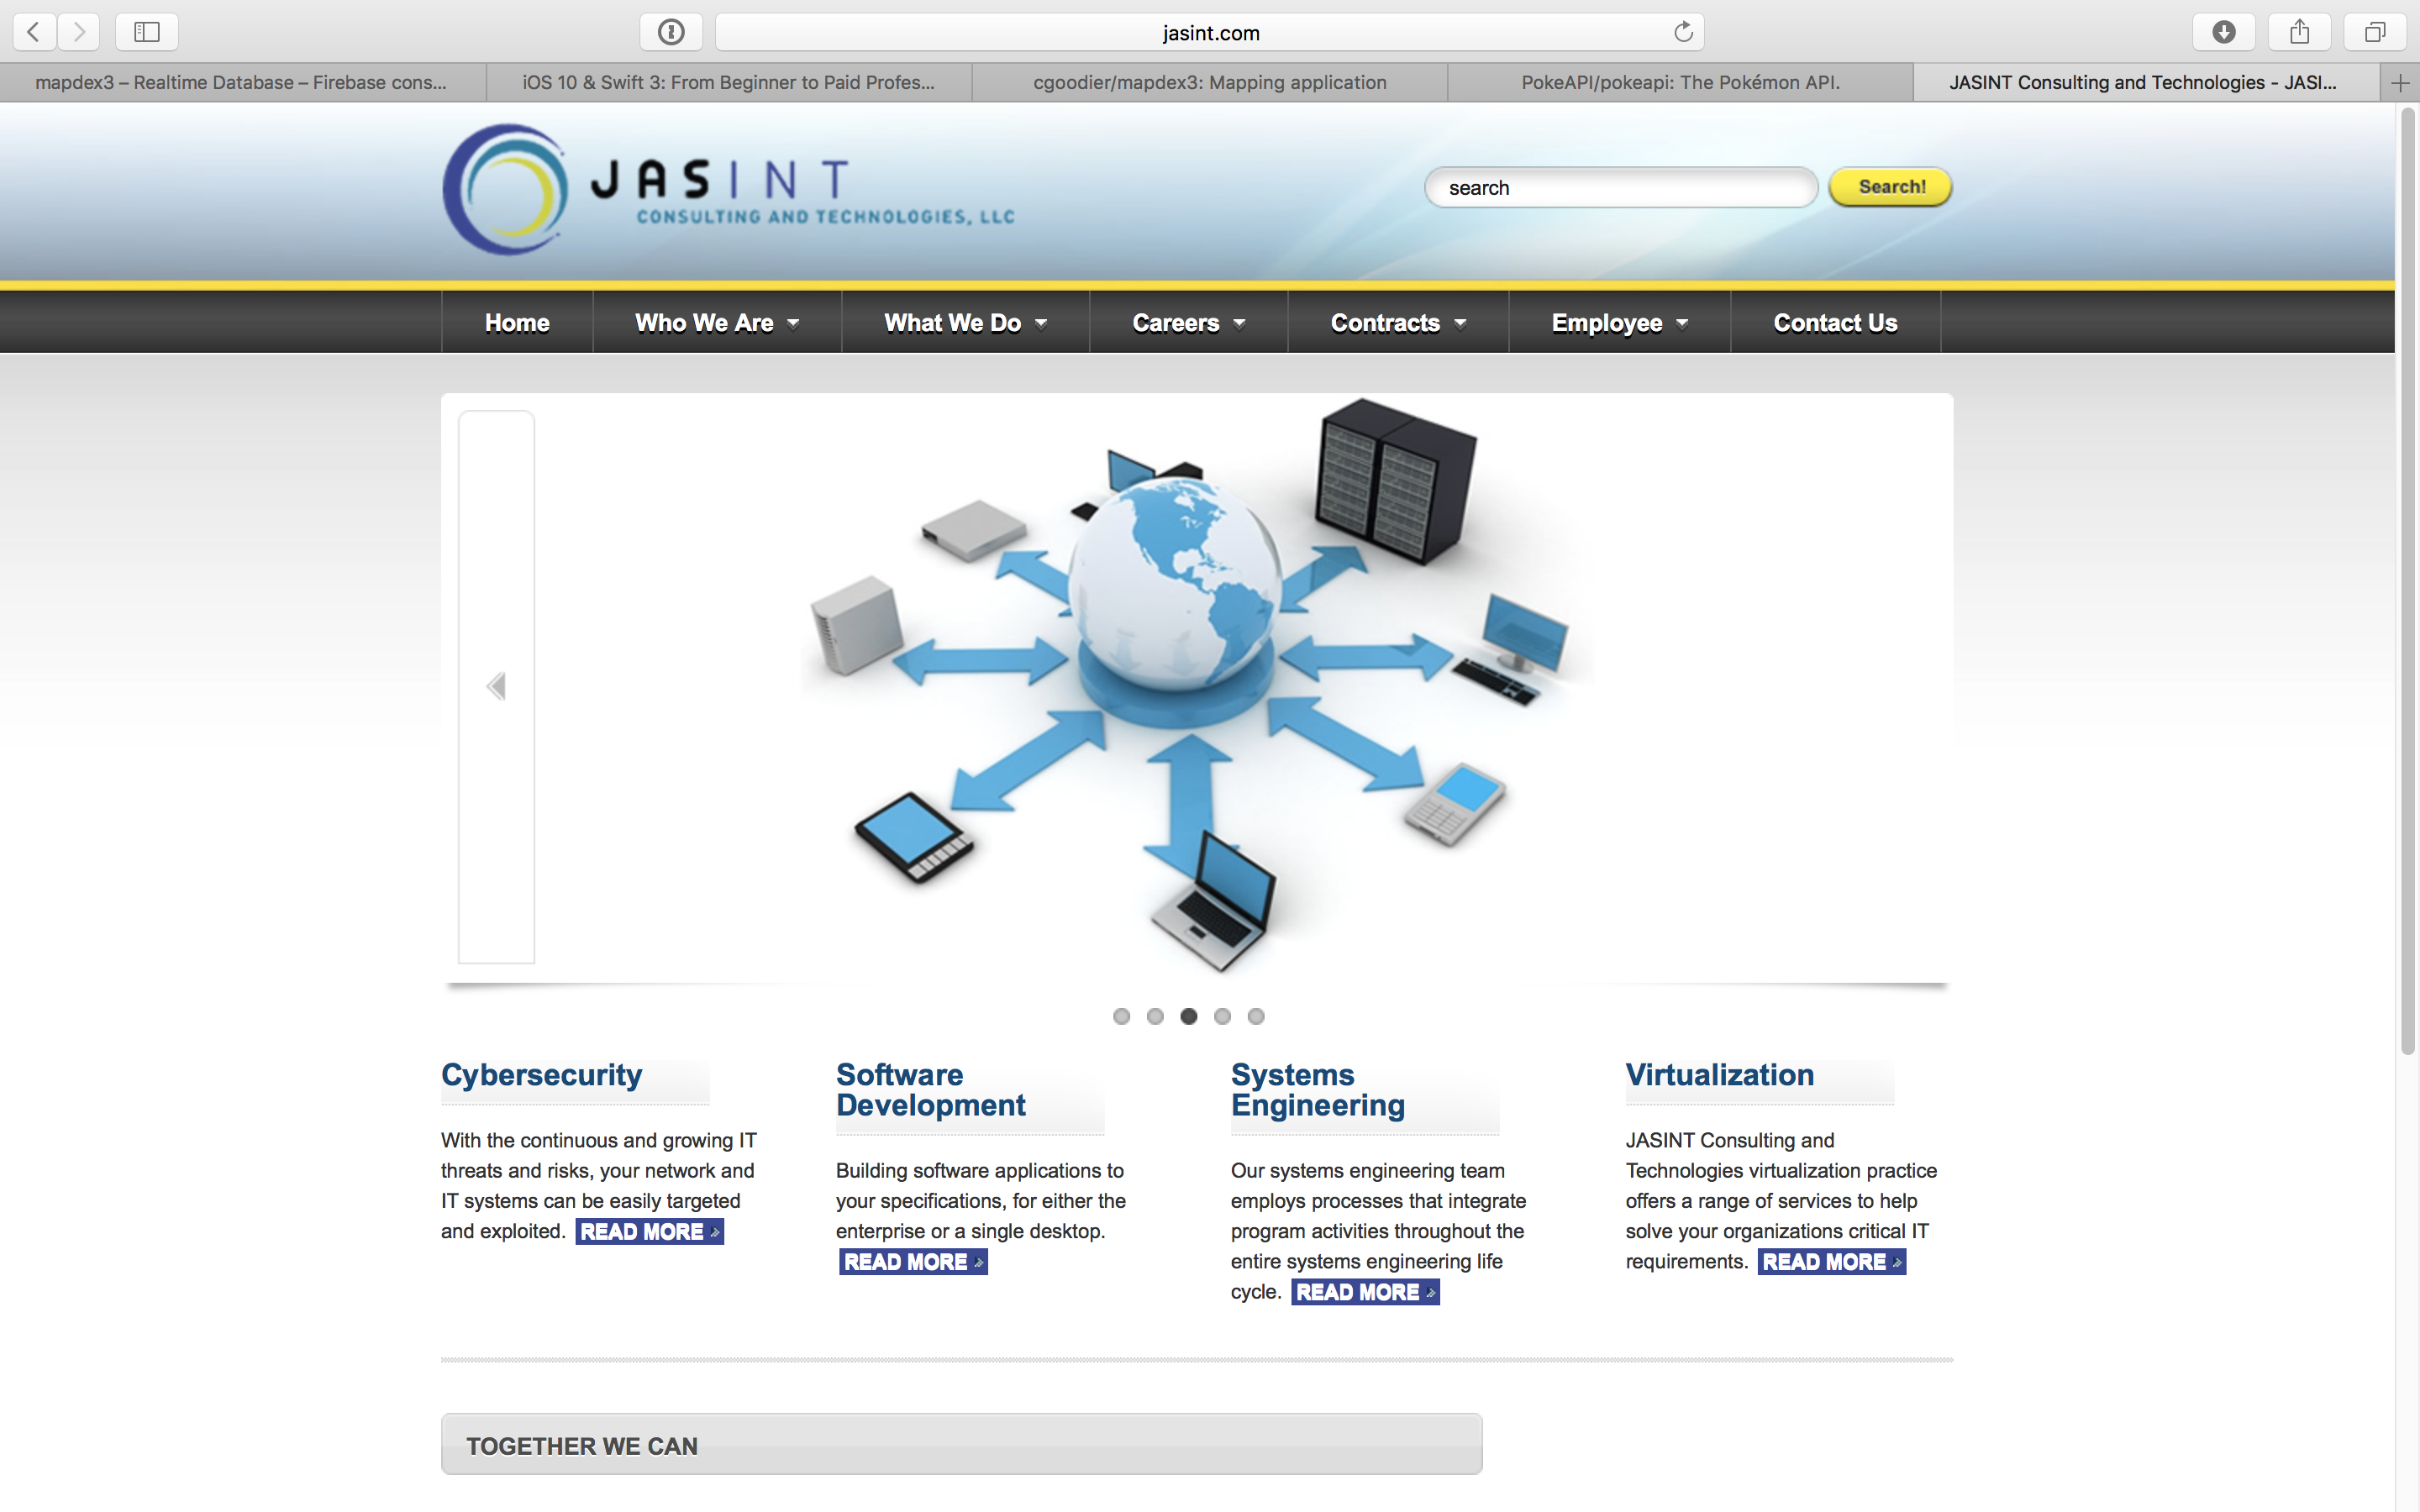 jasint.com
mapdex3 – Realtime Database – Firebase cons...
iOS 10 & Swift 3: From Beginner to Paid Profes...
cgoodier/mapdex3: Mapping application
PokeAPI/pokeapi: The Pokémon API.
JASINT Consulting and Technologies - JASI...
JASINT
CONSULTING AND TECHNOLOGIES, LLC
search
Search!
Home
Who We Are
What We Do
Careers
Contracts
Employee
Contact Us
Cybersecurity
With the continuous and growing IT
threats and risks, your network and
IT systems can be easily targeted
and exploited. READ MORE »
Software
Development
Building software applications to
your specifications, for either the
enterprise or a single desktop.
READ MORE »
Systems
Engineering
Our systems engineering team
employs processes that integrate
program activities throughout the
entire systems engineering life
cycle. READ MORE »
Virtualization
JASINT Consulting and
Technologies virtualization practice
offers a range of services to help
solve your organizations critical IT
requirements. READ MORE »
TOGETHER WE CAN